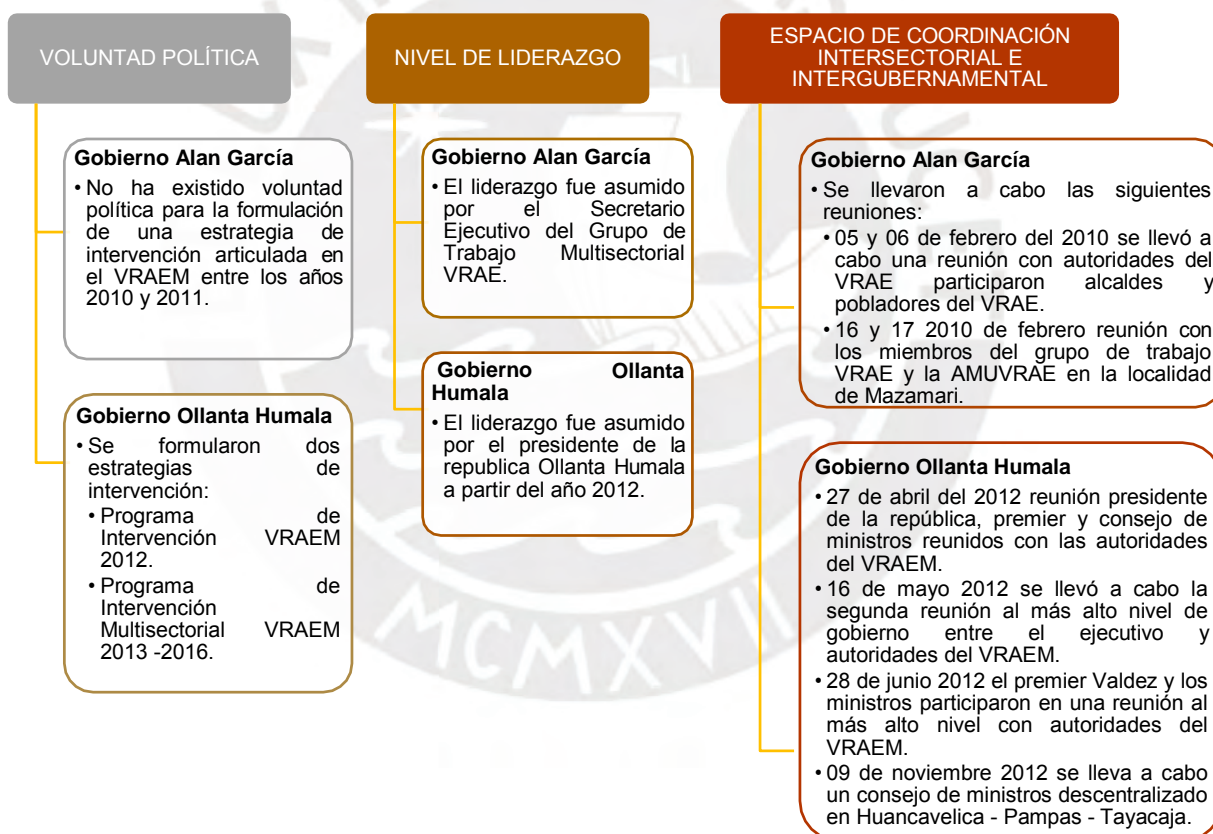 VOLUNTAD POLÍTICA
Gobierno Alan García
• No ha existido voluntad
política para la formulación
de una estrategia de
intervención articulada en
el VRAEM entre los años
2010 y 2011.
Gobierno Ollanta Humala
• Se formularon dos
estrategias de
intervención:
• Programa de
Intervención VRAEM
2012.
• Programa de
Intervención
Multisectorial VRAEM
2013 -2016.
NIVEL DE LIDERAZGO
Gobierno Alan García
• El liderazgo fue asumido
por el Secretario
Ejecutivo del Grupo de
Trabajo Multisectorial
VRAE.
Gobierno Ollanta
Humala
• El liderazgo fue asumido
por el presidente de la
republica Ollanta Humala
a partir del año 2012.
ESPACIO DE COORDINACIÓN
INTERSECTORIAL E
INTERGUBERNAMENTAL
Gobierno Alan García
• Se llevaron a cabo las siguientes
reuniones:
• 05 y 06 de febrero del 2010 se llevó a
cabo una reunión con autoridades del
VRAE participaron alcaldes y
pobladores del VRAE.
• 16 y 17 2010 de febrero reunión con
los miembros del grupo de trabajo
VRAE y la AMUVRAE en la localidad
de Mazamari.
Gobierno Ollanta Humala
• 27 de abril del 2012 reunión presidente
de la república, premier y consejo de
ministros reunidos con las autoridades
del VRAEM.
• 16 de mayo 2012 se llevó a cabo la
segunda reunión al más alto nivel de
gobierno entre el ejecutivo y
autoridades del VRAEM.
• 28 de junio 2012 el premier Valdez y los
ministros participaron en una reunión al
más alto nivel con autoridades del
VRAEM.
• 09 de noviembre 2012 se lleva a cabo
un consejo de ministros descentralizado
en Huancavelica - Pampas - Tayacaja.
MCMXVII